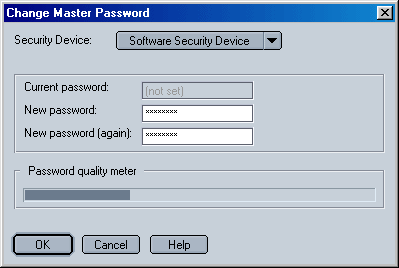 Change Master Password
Security Device: Software Security Device
Current password: (not set)
New password: ********
New password (again): ********
Password quality meter
OK Cancel Help